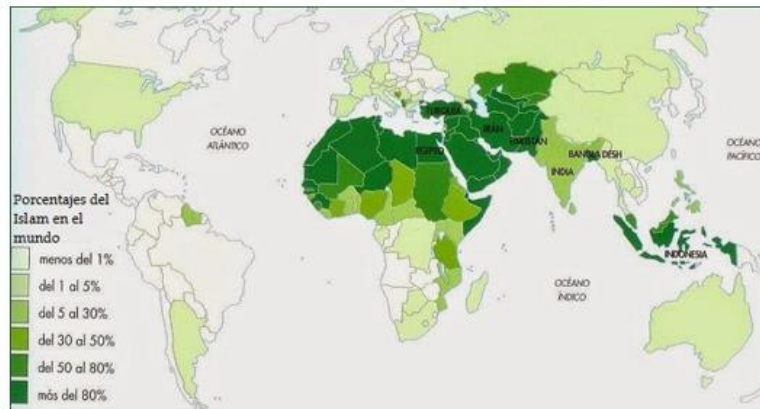 OCÉANO
ATLÁNTICO
OCÉANO
PACÍFICO
TURQUIA
IRÁN
EGIPTO
PAKISTAN
BANGLA DESH
INDIA
INDONESIA
OCÉANO
ÍNDICO
Porcentajes del
Islam en el
mundo
menos del 1%
del 1 al 5%
del 5 al 30%
del 30 al 50%
del 50 al 80%
más del 80%